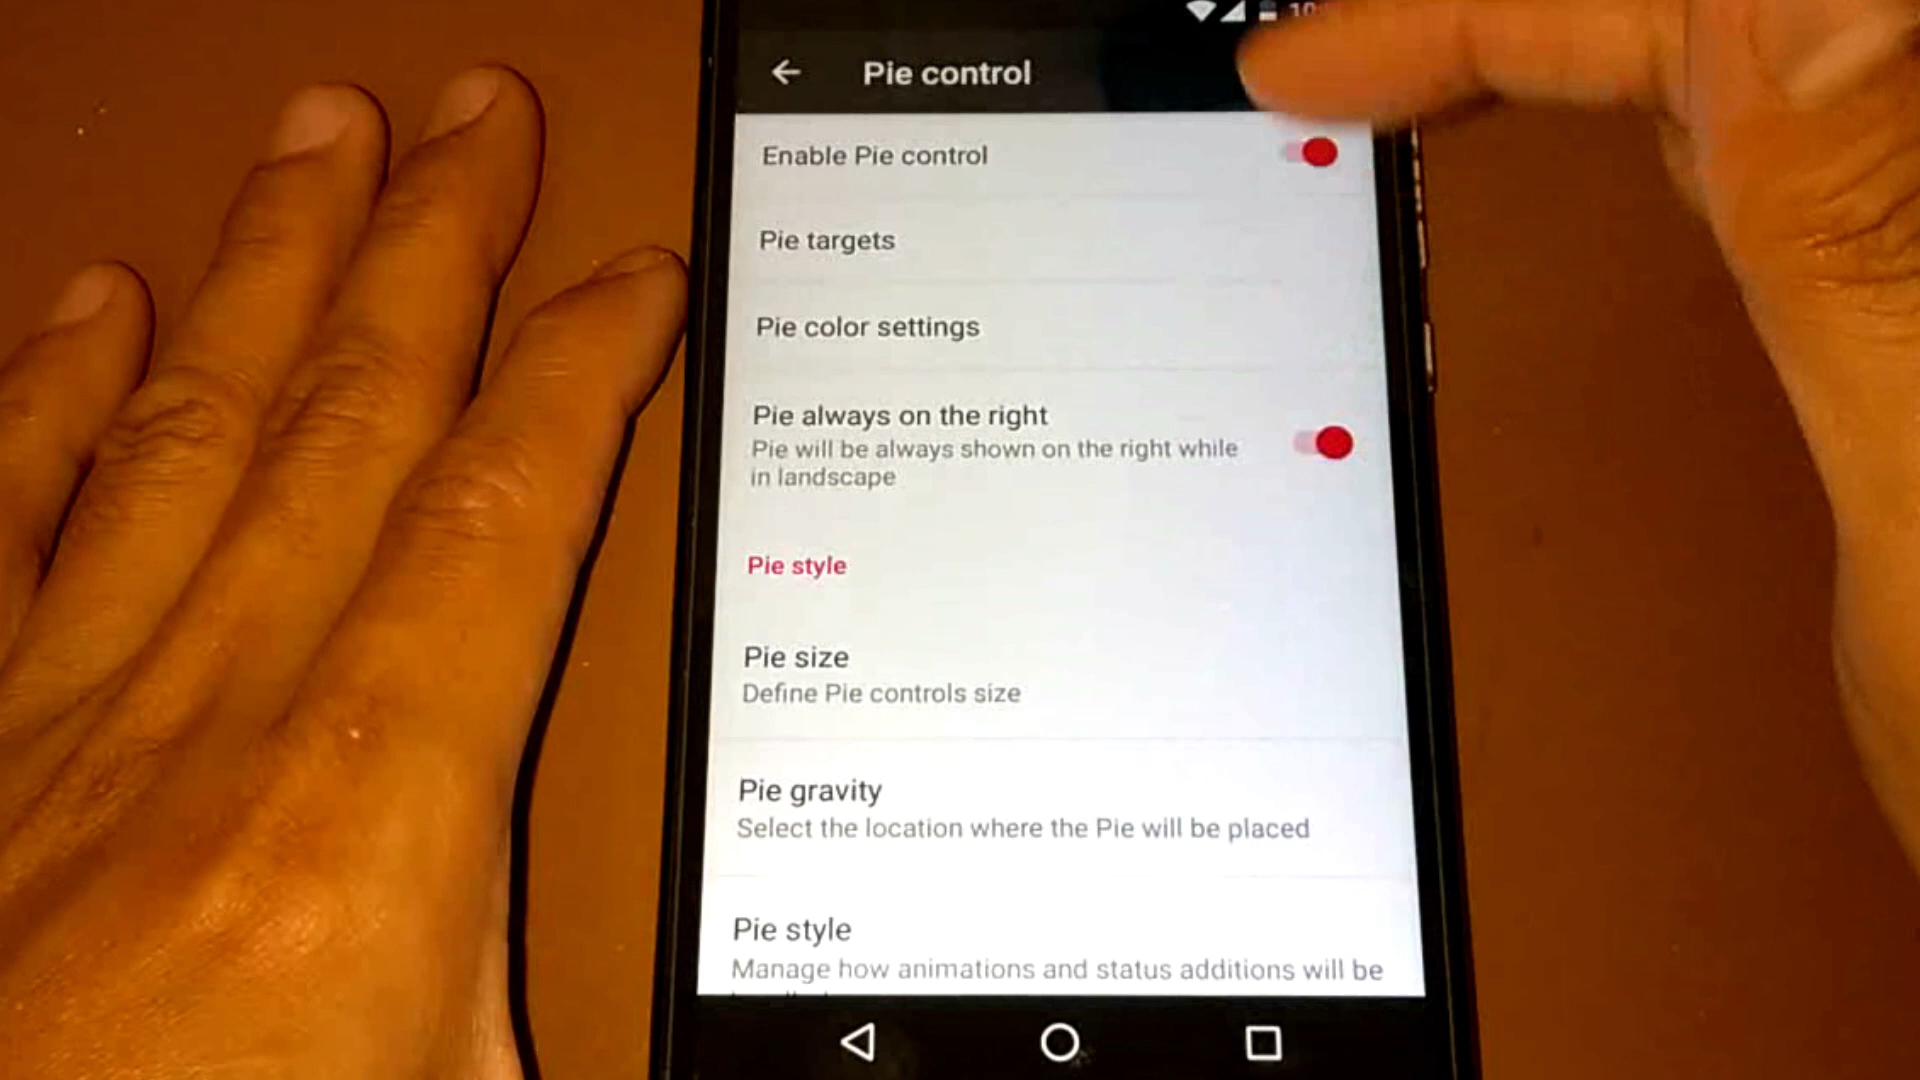 Pie control
Enable Pie control
Pie targets
Pie color settings
Pie always on the right
Pie will be always shown on the right while
in landscape
Pie style
Pie size
Define Pie controls size
Pie gravity
Select the location where the Pie will be placed
Pie style
Manage how animations and status additions will be